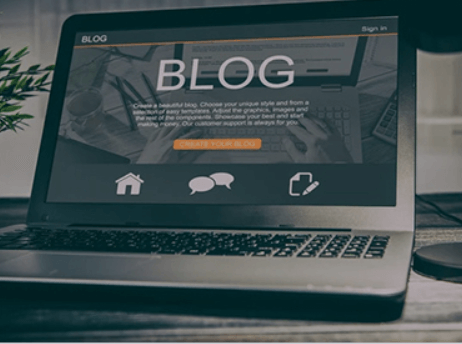 BLOG
Sign in
BLOG
Create a beautiful blog. Choose your unique style and from a
selection of easy templates. Adjust the graphics, images and
the rest of the components. Showcase your best and start
making money. Our customer support is always for you.
CREATE YOUR BLOG